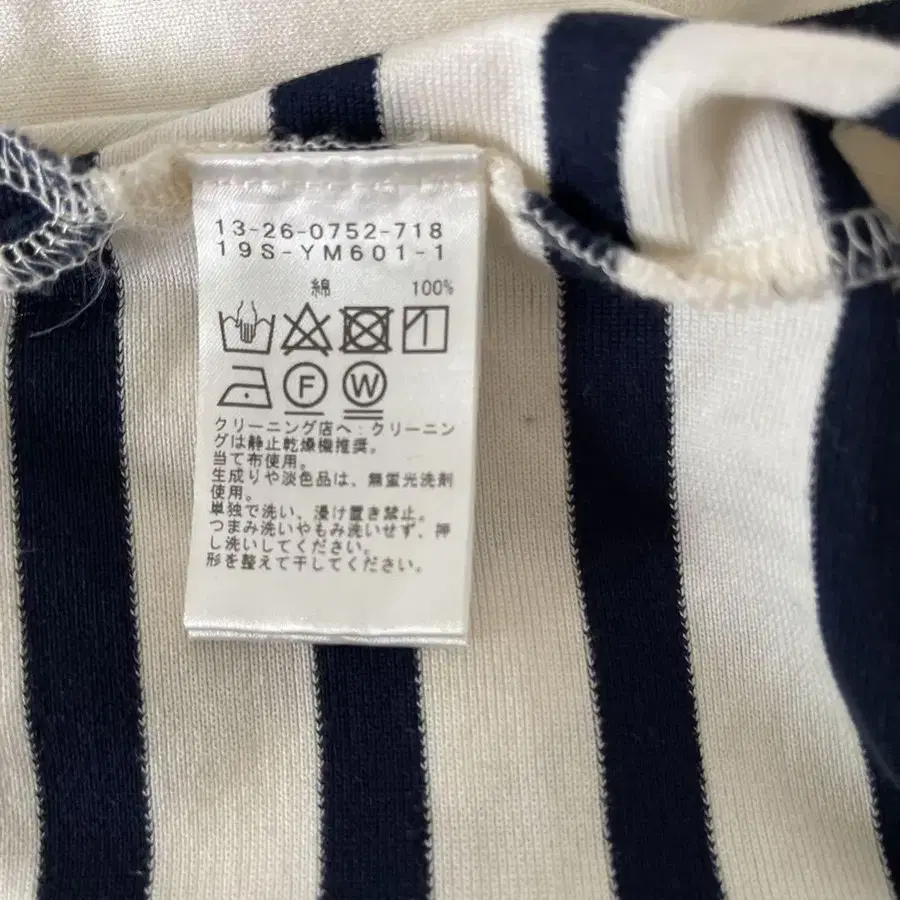 13-26-0752-718
19S-YM601-1
綿 100%
F W
クリーニング店へ：クリーニン
グは静止乾燥機推奨。
当て布使用。
生成りや淡色品は、無蛍光洗剤
使用。
単独で洗い、浸け置き禁止。
つまみ洗いやもみ洗いせず、押
し洗いしてください。
形を整えて干してください。